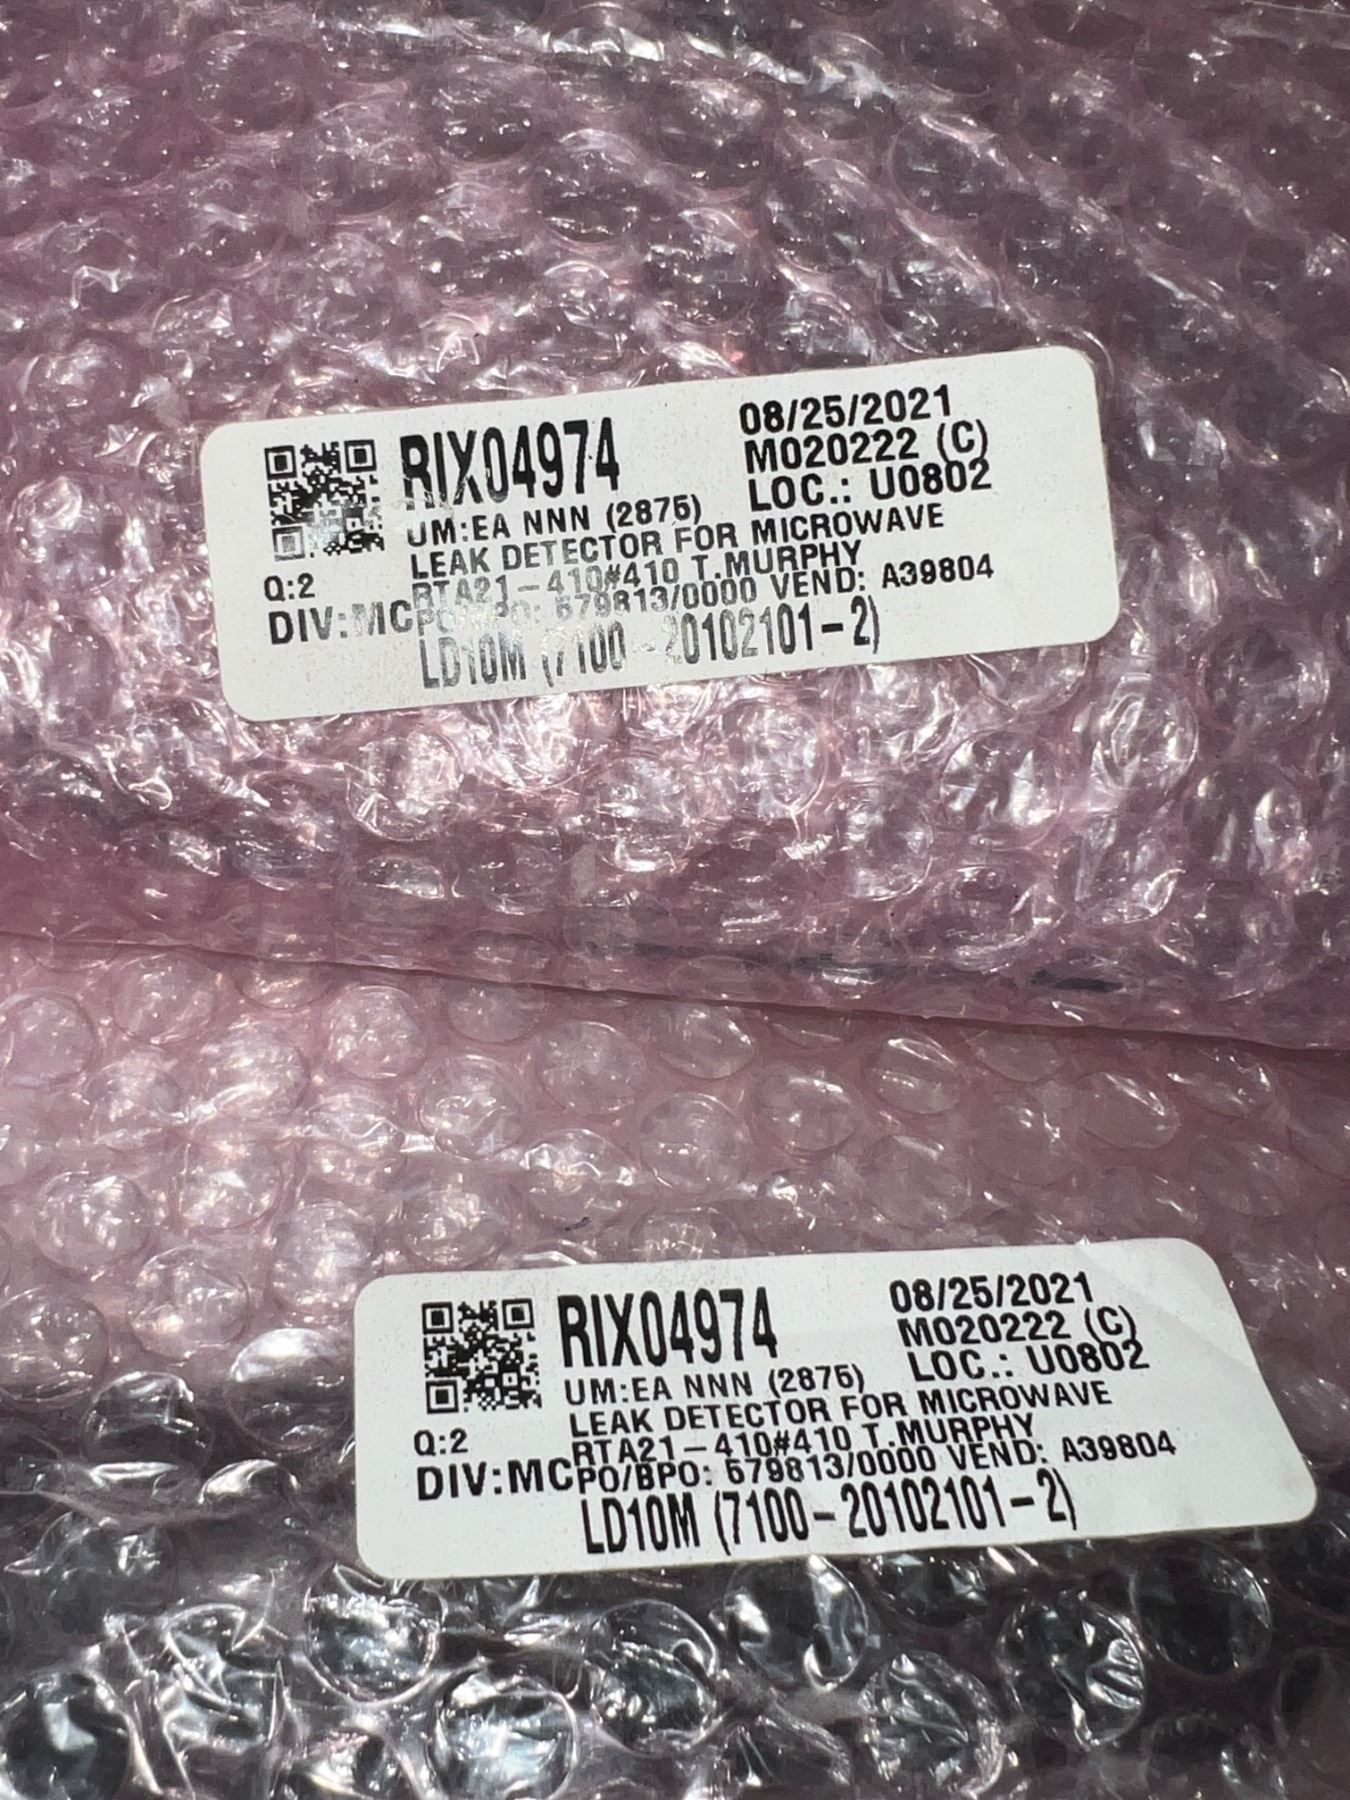 RIX04974
08/25/2021
M020222 (C)
LOC.: U0802
UM:EA NNN (2875)
LEAK DETECTOR FOR MICROWAVE
Q:2
RTA21-410#410 T.MURPHY
DIV:MC
PO/BPO: 679813/0000 VEND: A39804
LD10M (7100-20102101-2)
RIX04974
08/25/2021
M020222 (C)
LOC.: U0802
UM:EA NNN (2875)
LEAK DETECTOR FOR MICROWAVE
Q:2
RTA21-410#410 T.MURPHY
DIV:MC
PO/BPO: 679813/0000 VEND: A39804
LD10M (7100-20102101-2)